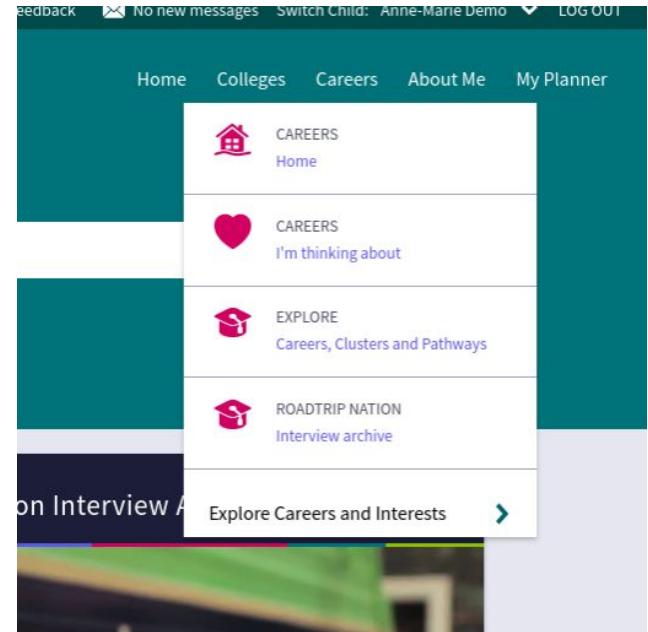 eedback No new messages Switch Child: Anne-Marie Demo LOG OUT
Home Colleges Careers About Me My Planner
CAREERS
Home
CAREERS
I'm thinking about
EXPLORE
Careers, Clusters and Pathways
ROADTRIP NATION
Interview archive
on Interview A
Explore Careers and Interests